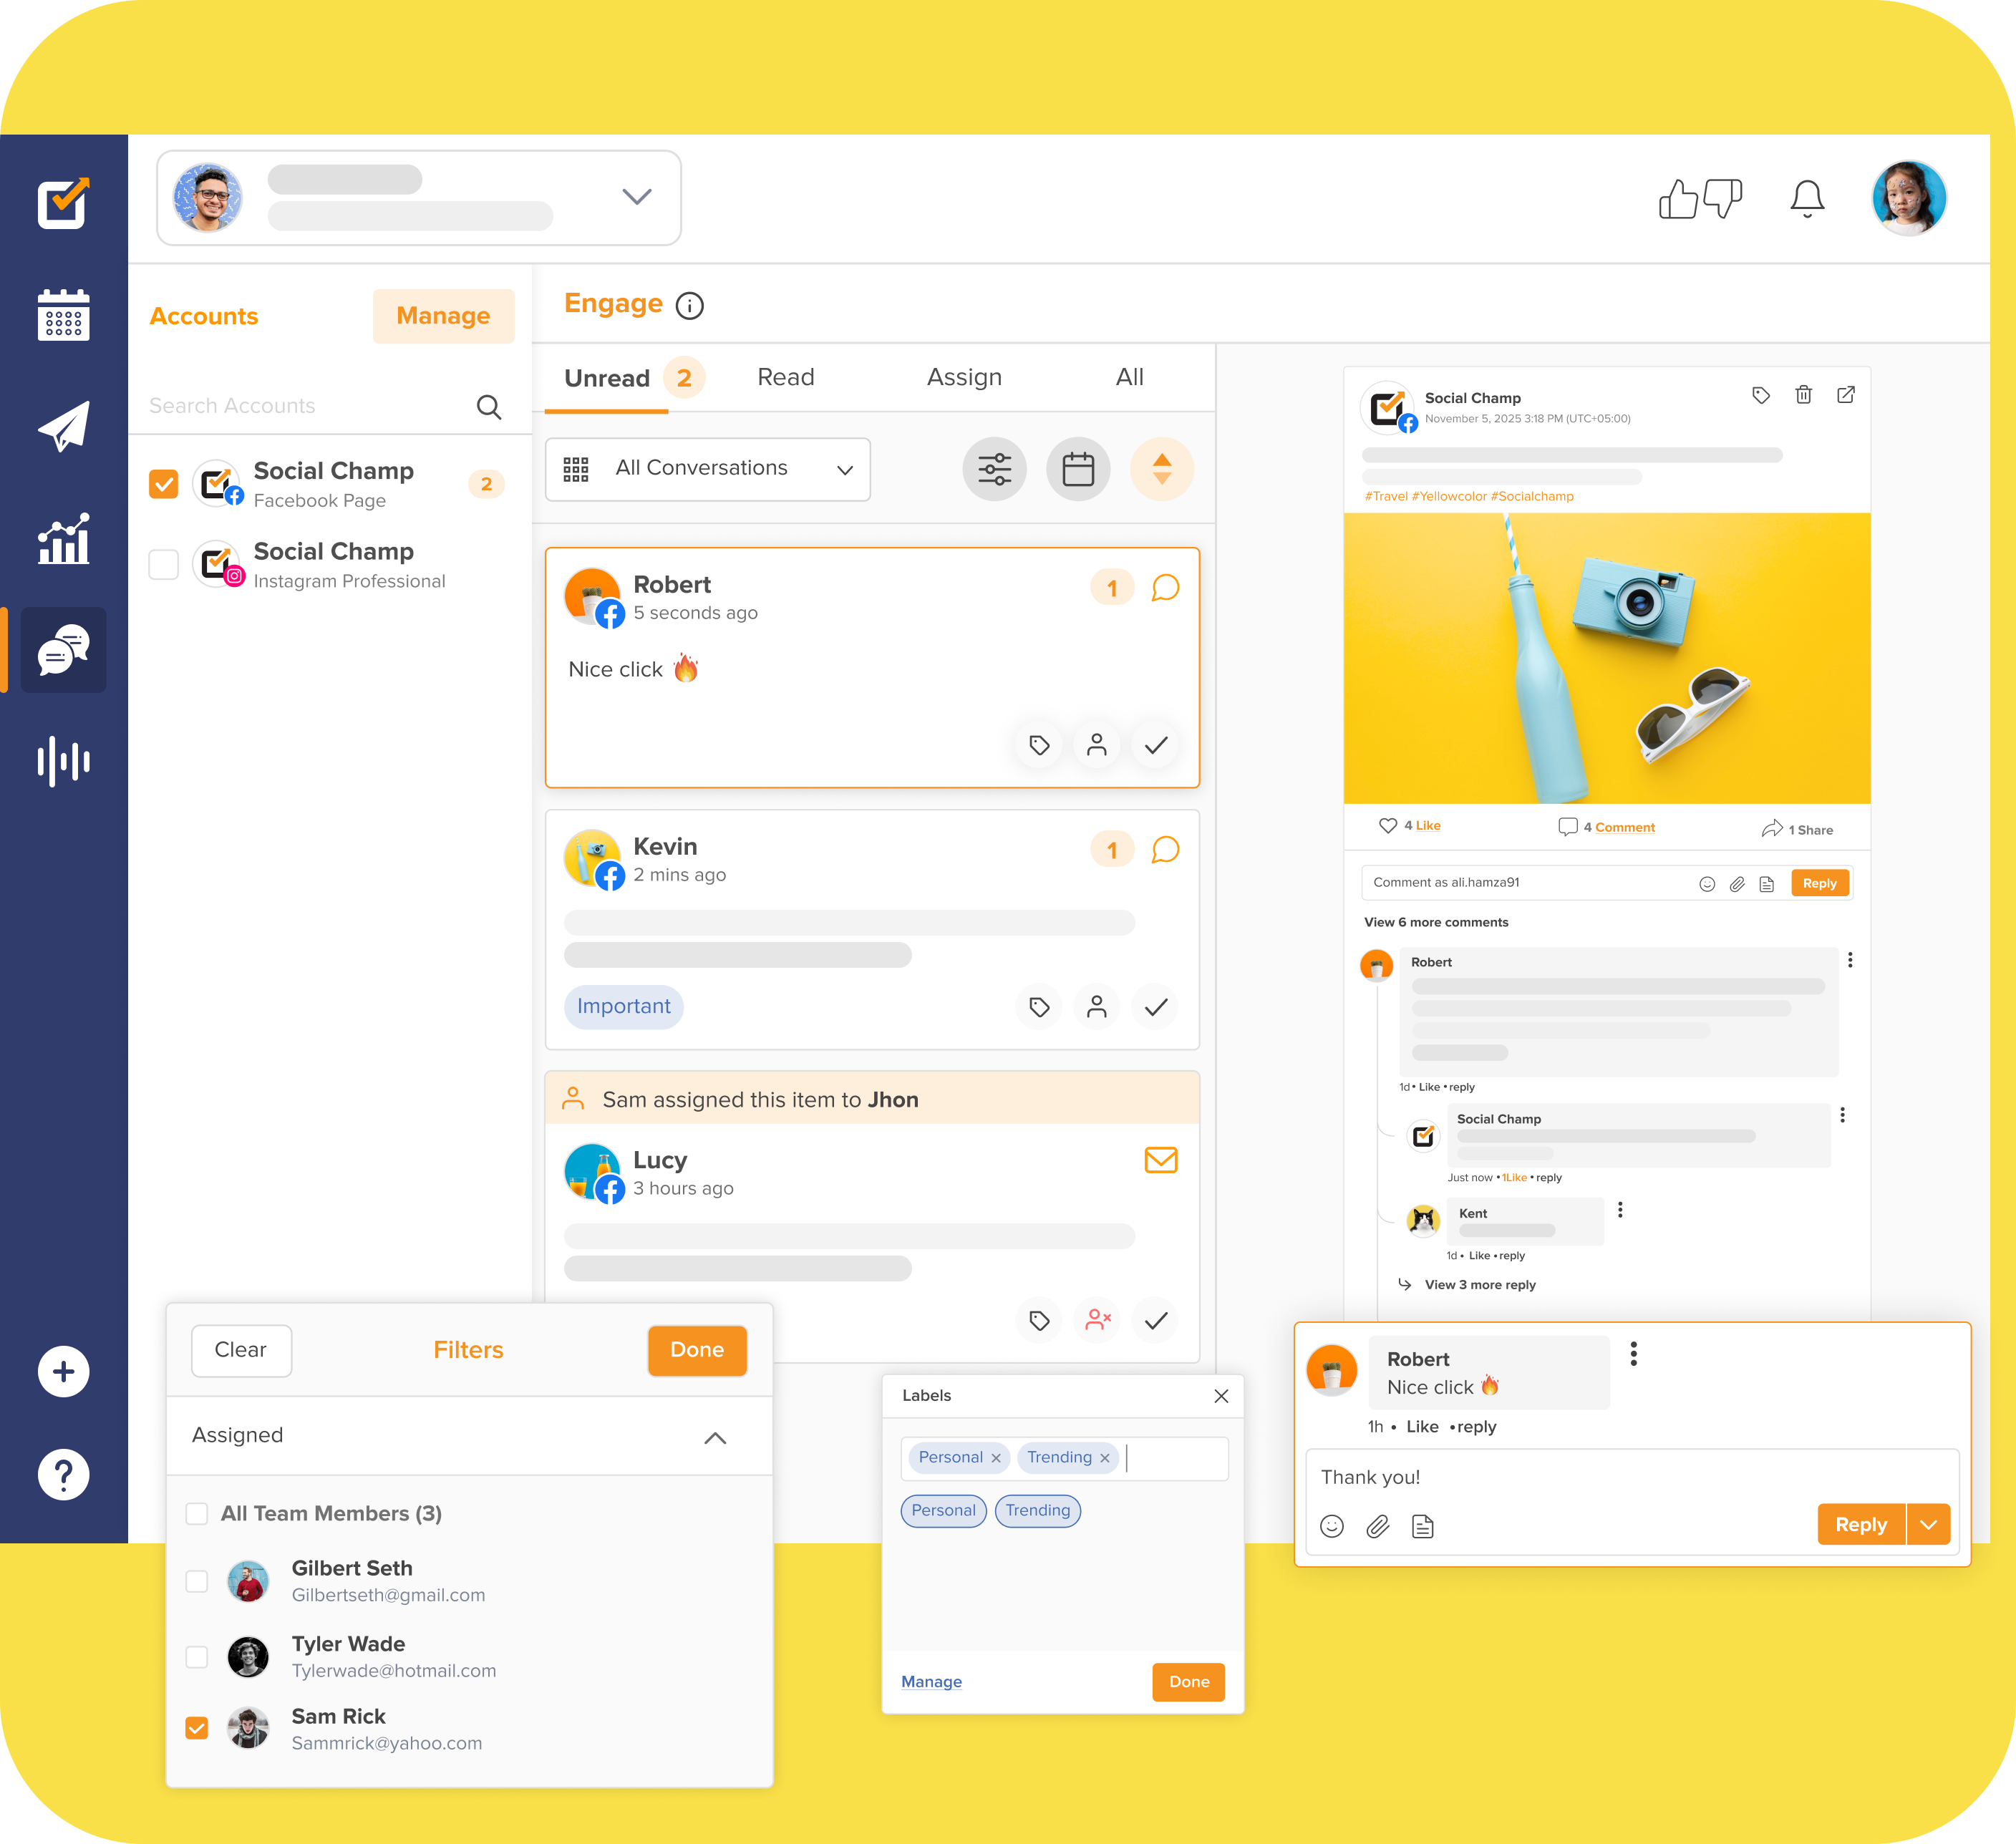 Accounts
Manage
Search Accounts
Social Champ
Facebook Page
2
Social Champ
Instagram Professional
Engage
Unread 2
Read
Assign
All
All Conversations
Robert
5 seconds ago
1
Nice click 🔥
Kevin
2 mins ago
1
Important
Sam assigned this item to Jhon
Lucy
3 hours ago
Social Champ
November 5, 2025 3:18 PM (UTC+05:00)
#Travel #Yellowcolor #Socialchamp
4 Like
4 Comment
1 Share
Comment as ali.hamza91
Reply
View 6 more comments
Robert
1d • Like • reply
Social Champ
Just now • 1Like • reply
Kent
1d • Like • reply
View 3 more reply
Robert
Nice click 🔥
1h • Like • reply
Thank you!
Reply
Clear
Filters
Done
Assigned
All Team Members (3)
Gilbert Seth
Gilbertseth@gmail.com
Tyler Wade
Tylerwade@hotmail.com
Sam Rick
Sammrick@yahoo.com
Labels
Personal × Trending ×
Personal Trending
Manage
Done